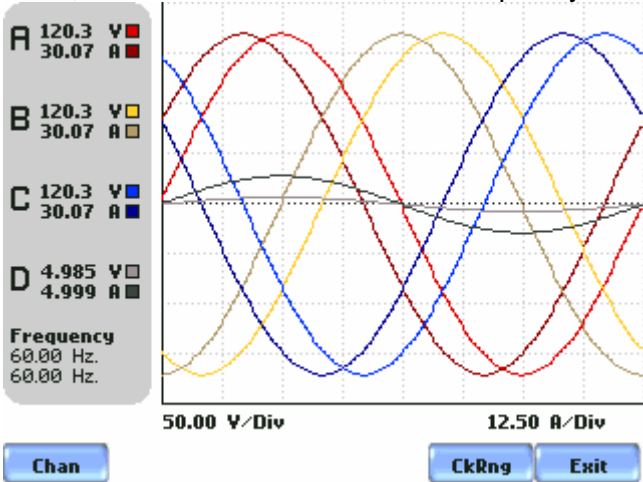 A 120.3 V
30.07 A
B 120.3 V
30.07 A
C 120.3 V
30.07 A
D 4.985 V
4.999 A
Frequency
60.00 Hz.
60.00 Hz.
50.00 V/Div 12.50 A/Div
Chan CkRng Exit